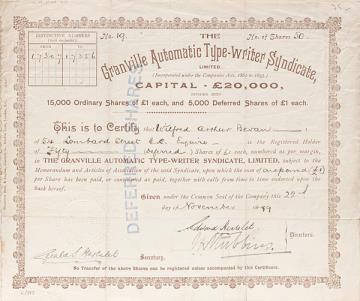 DISTINCTIVE NUMBERS
FROM TO
17307 17356
No. 19.
No. of Shares 50
THE
Granville Automatic Type-Writer Syndicate,
LIMITED.
(Incorporated under the Companies Acts, 1862 to 1893.)
CAPITAL - £20,000,
DIVIDED INTO
15,000 Ordinary Shares of £1 each, and 5,000 Deferred Shares of £1 each.
DEFERRED SHARES
This is to Certify that Wilfred Arthur Bevan
of Lombard Street E.C. Esquire is the Registered Holder
of Fifty (Deferred) Shares of £1 each, numbered as per margin,
in THE GRANVILLE AUTOMATIC TYPE-WRITER SYNDICATE, LIMITED, subject to the
Memorandum and Articles of Association of the said Syndicate, upon which the sum of one pound (£1)
per Share has been paid, or considered as paid, together with calls from time to time endorsed upon the
back hereof.
Given under the Common Seal of the Company this
day of November
Directors.
Secretary.
No Transfer of the above Shares can be registered unless accompanied by this Certificate.